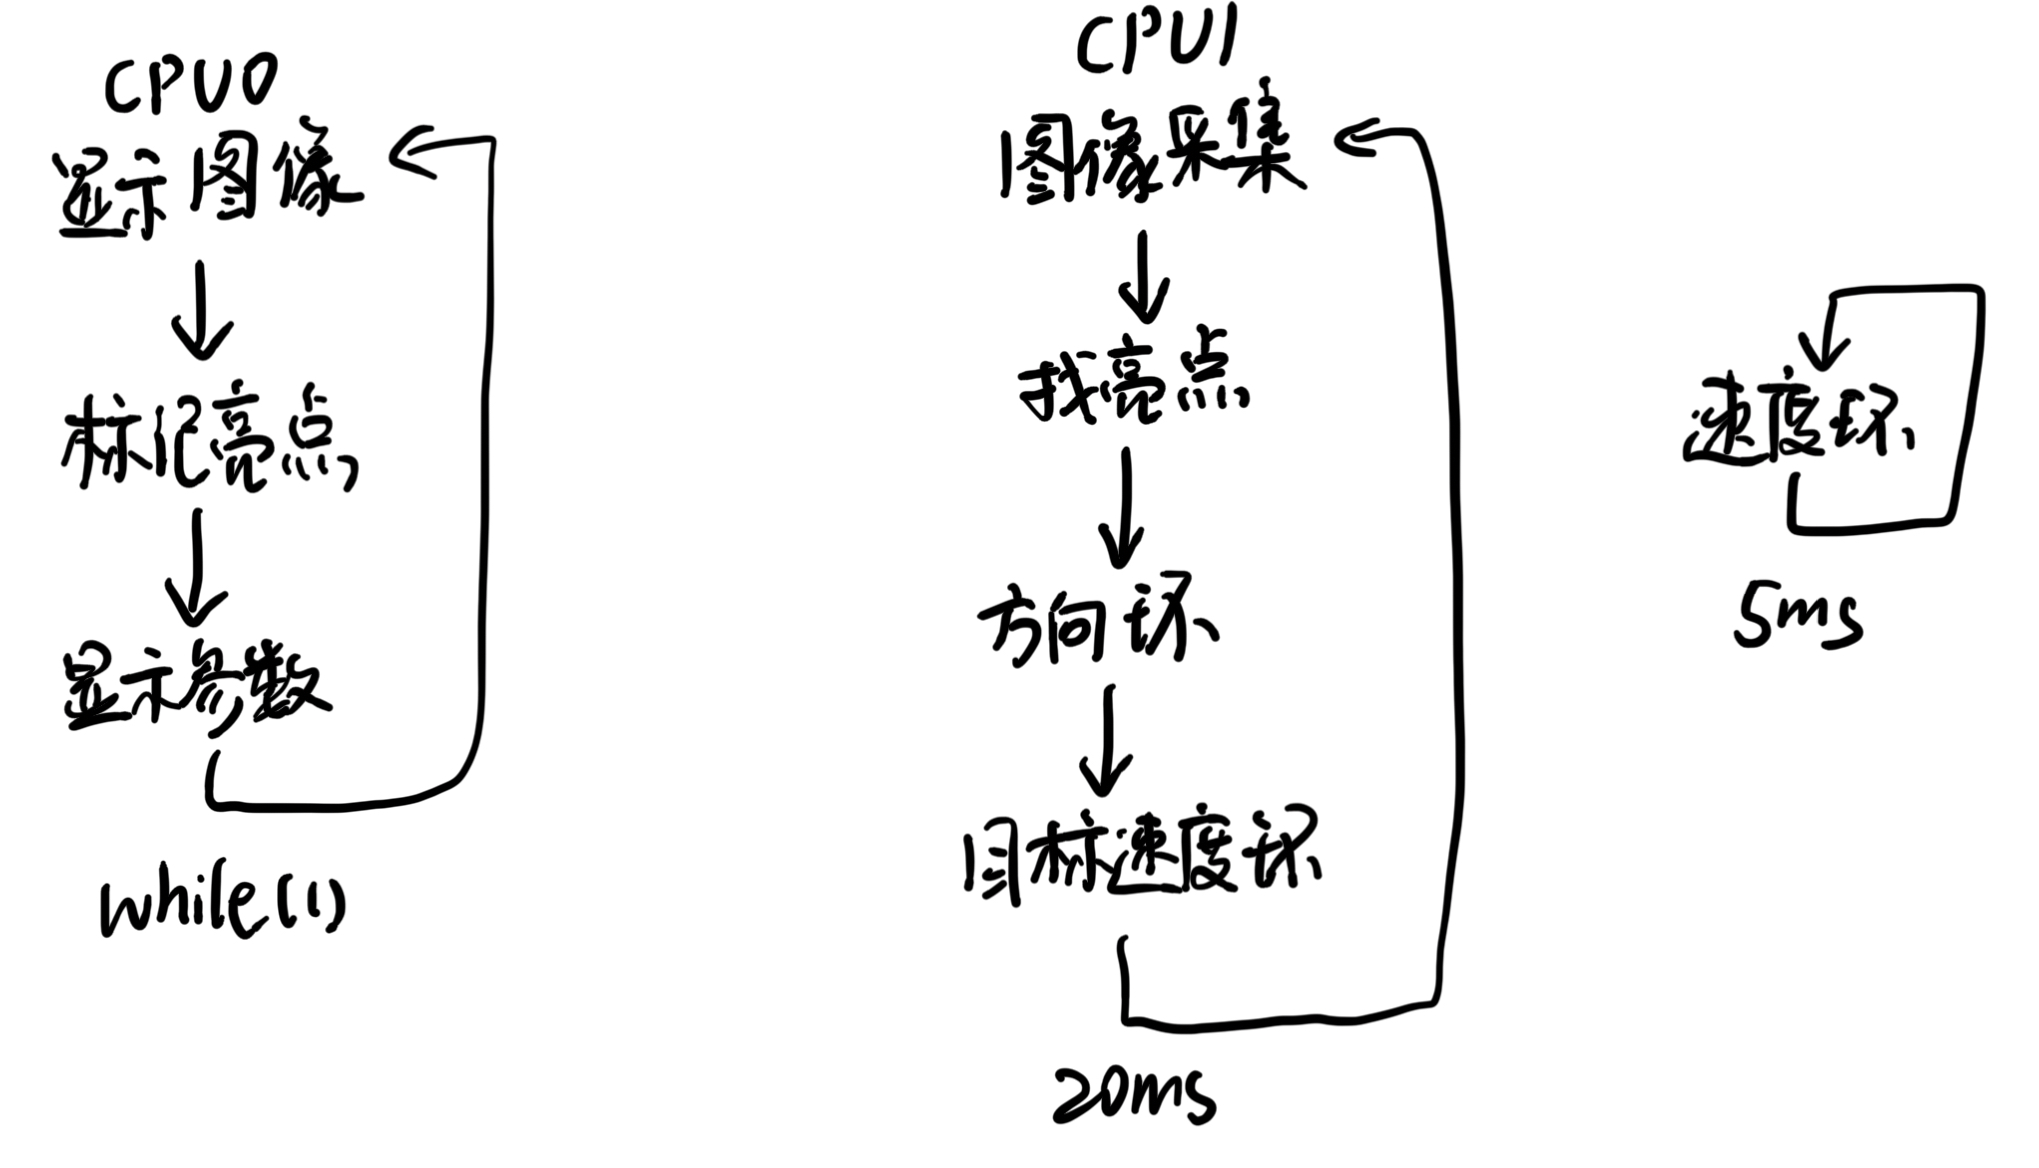 CPU0
显示图像
标记亮点
显示参数
while(1)
CPU1
图像采集
找亮点
方向环
目标速度环
20ms
速度环
5ms